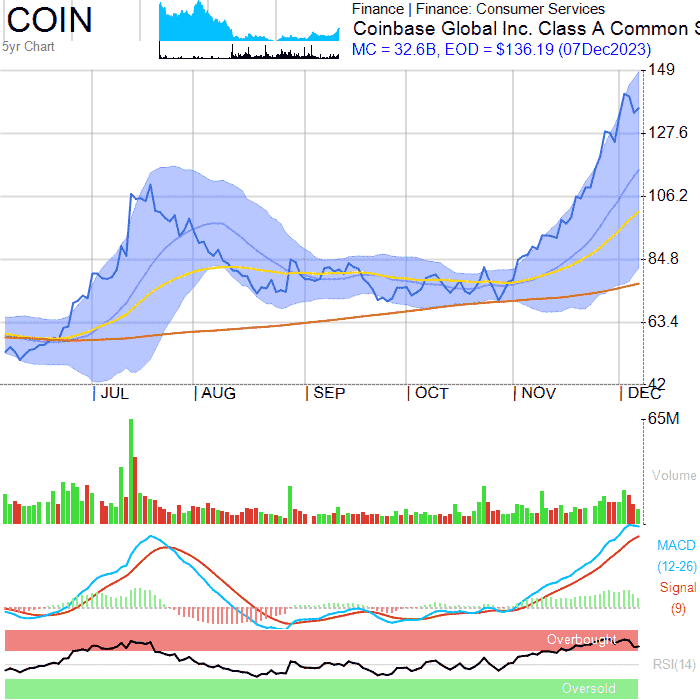 COIN
5yr Chart
Finance | Finance: Consumer Services
Coinbase Global Inc. Class A Common S
MC = 32.6B, EOD = $136.19 (07Dec2023)
149
127.6
106.2
84.8
63.4
42
JUL AUG SEP OCT NOV DEC
65M
Volume
MACD
(12-26)
Signal
(9)
Overbought
RSI(14)
Oversold